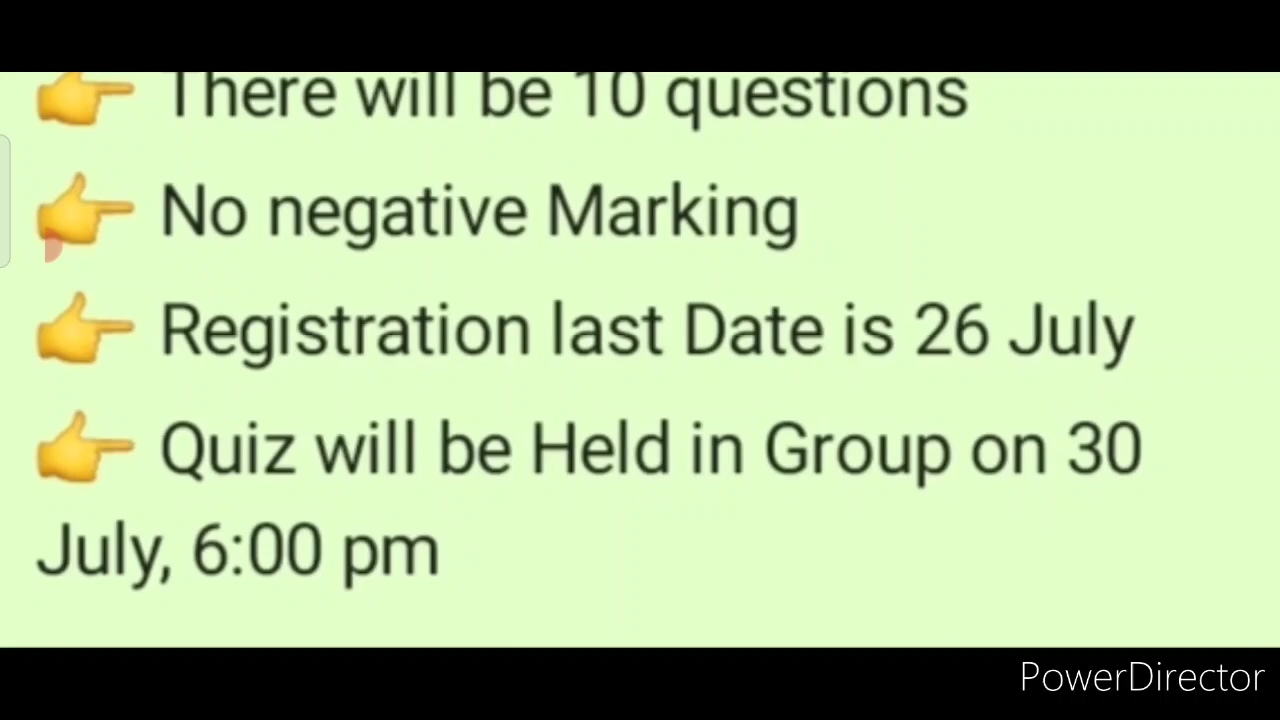 👉 There will be 10 questions
👉 No negative Marking
👉 Registration last Date is 26 July
👉 Quiz will be Held in Group on 30
July, 6:00 pm
PowerDirector